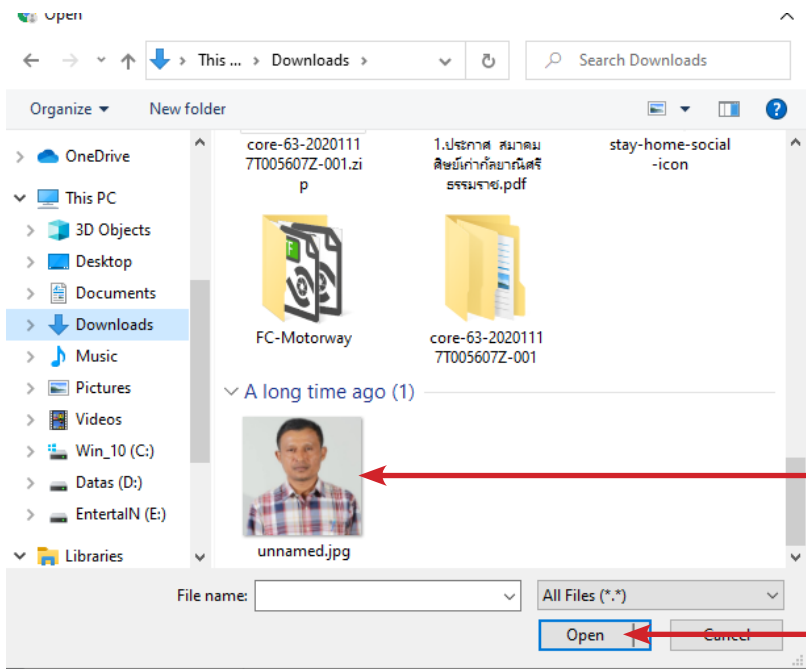 Open
This ... > Downloads >
Search Downloads
Organize
New folder
OneDrive
This PC
3D Objects
Desktop
Documents
Downloads
Music
Pictures
Videos
Win_10 (C:)
Datas (D:)
EntertaIN (E:)
Libraries
core-63-2020111
7T005607Z-001.zi
p
1.ประกาศ สมาคม
ศิษย์เก่ากัลยาณีศรี
ธรรมราช.pdf
stay-home-social
-icon
FC-Motorway
core-63-2020111
7T005607Z-001
A long time ago (1)
unnamed.jpg
File name:
All Files (*.*)
Open
Cancel